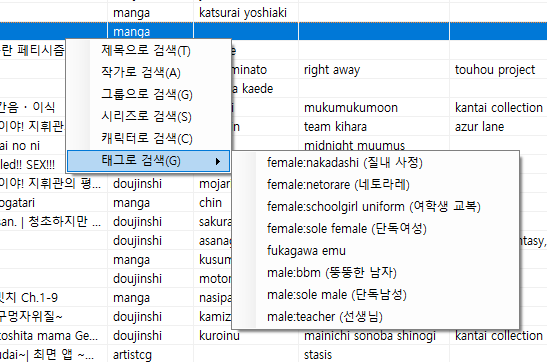 manga katsurai yoshiaki
manga
란 페티시즘
제목으로 검색(T)
작가로 검색(A)
minato right away touhou project
그룹으로 검색(G)
a kaede
시리즈로 검색(S)
간음 · 이식
mukumukumoon kantai collection
캐릭터로 검색(C)
이야! 지휘관
team kihara azur lane
ai no ni
midnight muumus
태그로 검색(G)
led!! SEX!!!
female:nakadashi (질내 사정)
이야! 지휘관의 평... doujinshi mojar
female:netorare (네토라레)
ogatari manga chin
female:schoolgirl uniform (여학생 교복)
san. | 청초하지만 ... doujinshi sakura
female:sole female (단독여성)
doujinshi asanag
fukagawa emu
manga kusum
male:bbm (뚱뚱한 남자)
doujinshi motor
male:sole male (단독남성)
빗치 Ch.1-9 manga nasipa
male:teacher (선생님)
구멍자위질~ doujinshi kamiz
toshita mama Ge... doujinshi kuroinu mainichi sonoba shinogi kantai collection
udai~| 최면 앱 ~... artistcg stasis